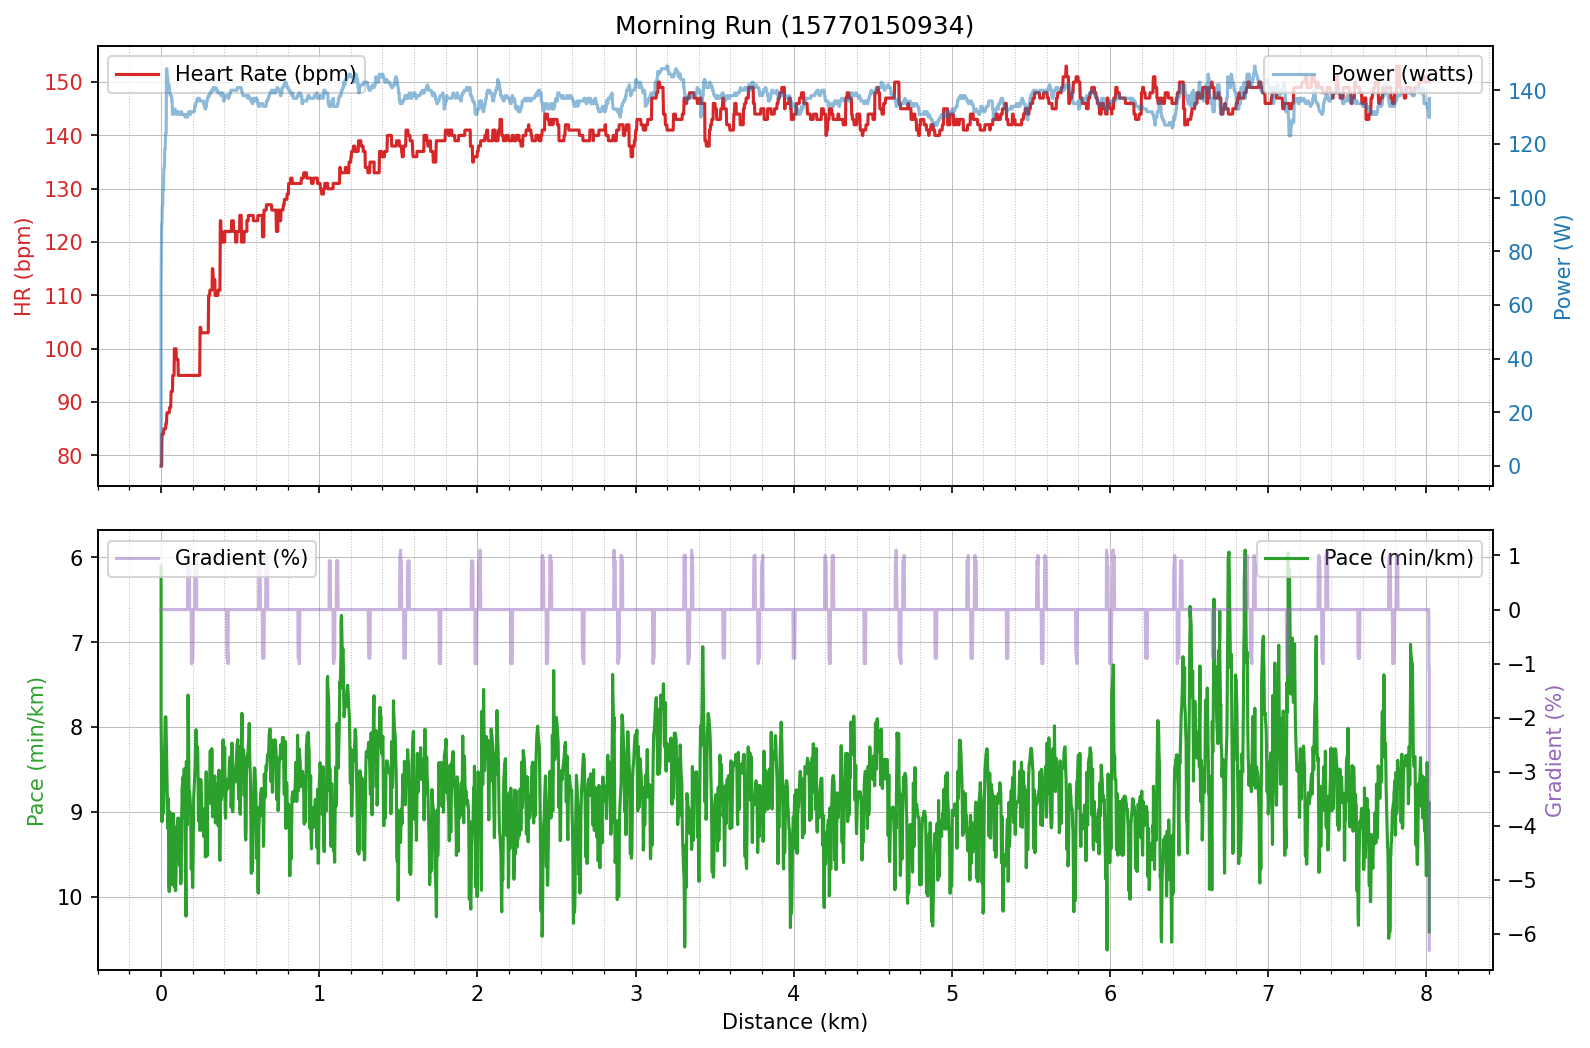 Morning Run (15770150934)
Heart Rate (bpm)
Power (watts)
HR (bpm)
150
140
130
120
110
100
90
80
Power (W)
140
120
100
80
60
40
20
0
Gradient (%)
Pace (min/km)
Pace (min/km)
6
7
8
9
10
Gradient (%)
1
0
−1
−2
−3
−4
−5
−6
0 1 2 3 4 5 6 7 8
Distance (km)